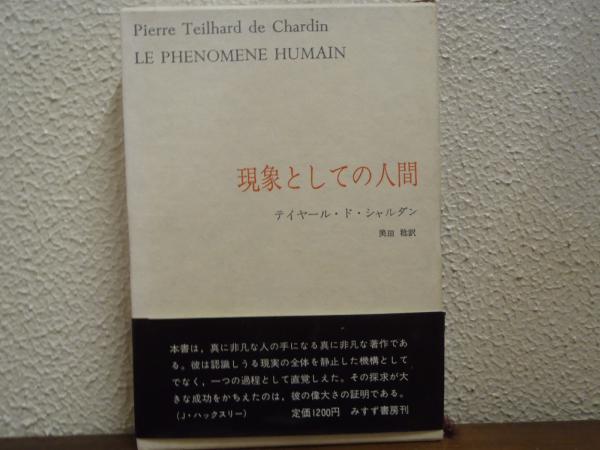 Pierre Teilhard de Chardin
LE PHENOMENE HUMAIN
現象としての人間
テイヤール・ド・シャルダン
美田 稔訳
本書は，真に非凡な人の手になる真に非凡な著作であ
る。彼は認識しうる現実の全体を静止した機構として
でなく，一つの過程として直覚しえた。その探求が大
きな成功をかちえたのは，彼の偉大さの証明である。
（J・ハックスリー） 定価1200円 みすず書房刊